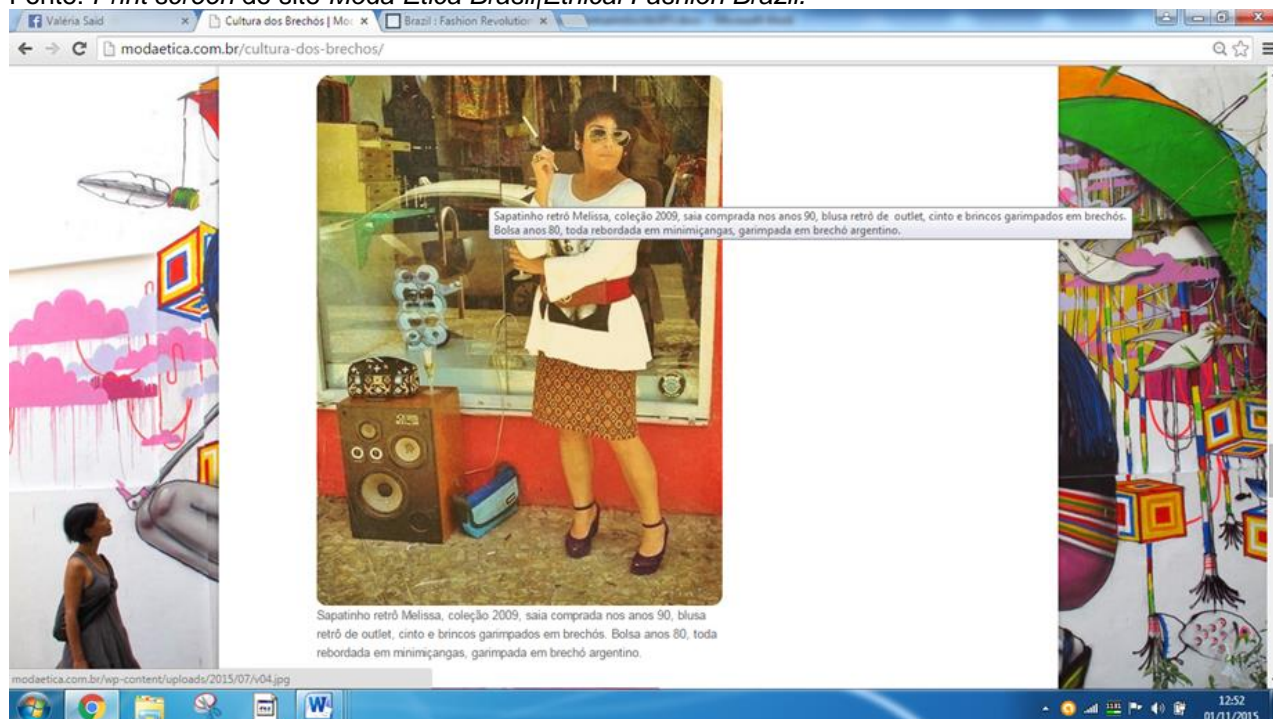 Fonte: Print screen do site Moda Ética Brasil|Ethical Fashion Brazil.
Valéria Said
Cultura dos Brechós | Mo
Brazil : Fashion Revolution
modaetica.com.br/cultura-dos-brechos/
Sapatinho retrô Melissa, coleção 2009, saia comprada nos anos 90, blusa retrô de outlet, cinto e brincos garimpados em brechós.
Bolsa anos 80, toda rebordada em minimiçangas, garimpada em brechó argentino.
Sapatinho retrô Melissa, coleção 2009, saia comprada nos anos 90, blusa
retrô de outlet, cinto e brincos garimpados em brechós. Bolsa anos 80, toda
rebordada em minimiçangas, garimpada em brechó argentino.
modaetica.com.br/wp-content/uploads/2015/07/v04.jpg
12:52
01/11/2015